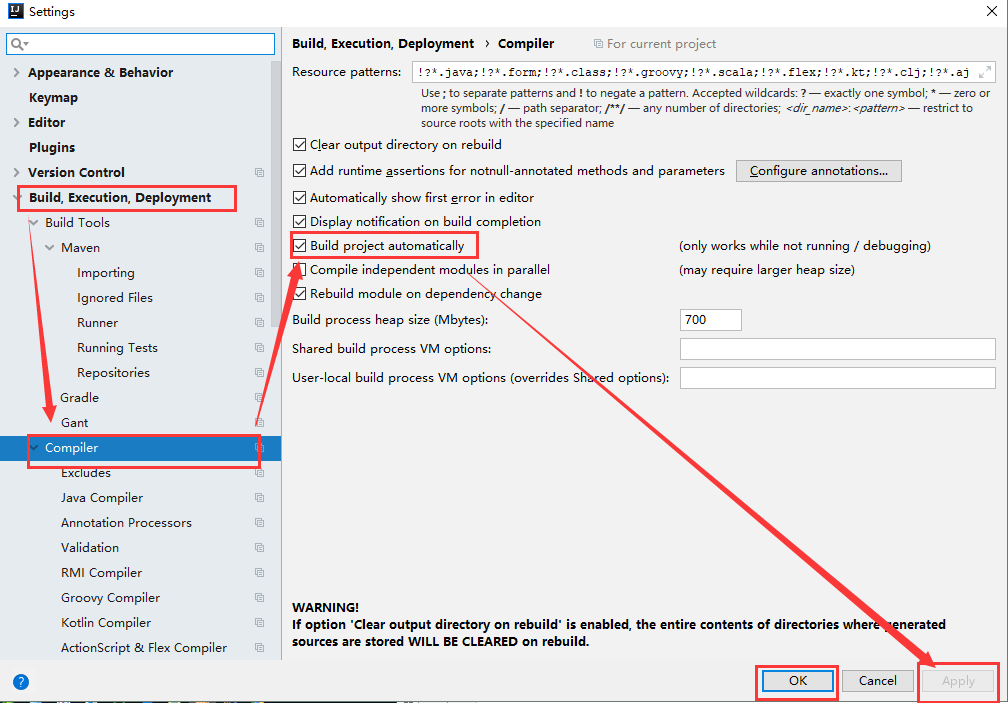 Settings
Appearance & Behavior
Keymap
Editor
Plugins
Version Control
Build, Execution, Deployment
Build Tools
Maven
Importing
Ignored Files
Runner
Running Tests
Repositories
Gradle
Gant
Compiler
Excludes
Java Compiler
Annotation Processors
Validation
RMI Compiler
Groovy Compiler
Kotlin Compiler
ActionScript & Flex Compiler
Build, Execution, Deployment › Compiler For current project
Resource patterns: !?*.java;!?*.form;!?*.class;!?*.groovy;!?*.scala;!?*.flex;!?*.kt;!?*.clj;!?*.aj
Use ; to separate patterns and ! to negate a pattern. Accepted wildcards: ? — exactly one symbol; * — zero or
more symbols; / — path separator; /**/ — any number of directories; <dir_name>:<pattern> — restrict to
source roots with the specified name
Clear output directory on rebuild
Add runtime assertions for notnull-annotated methods and parameters Configure annotations...
Automatically show first error in editor
Display notification on build completion
Build project automatically (only works while not running / debugging)
Compile independent modules in parallel (may require larger heap size)
Rebuild module on dependency change
Build process heap size (Mbytes): 700
Shared build process VM options:
User-local build process VM options (overrides Shared options):
WARNING!
If option 'Clear output directory on rebuild' is enabled, the entire contents of directories where generated
sources are stored WILL BE CLEARED on rebuild.
? OK Cancel Apply